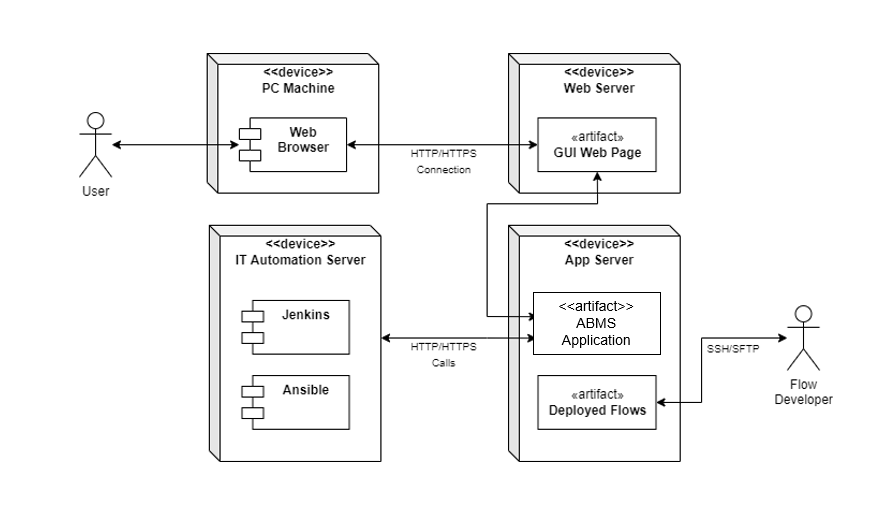 <<device>>
PC Machine
Web
Browser
User
HTTP/HTTPS
Connection
<<device>>
Web Server
«artifact»
GUI Web Page
<<device>>
IT Automation Server
Jenkins
Ansible
HTTP/HTTPS
Calls
<<device>>
App Server
<<artifact>>
ABMS
Application
«artifact»
Deployed Flows
SSH/SFTP
Flow
Developer